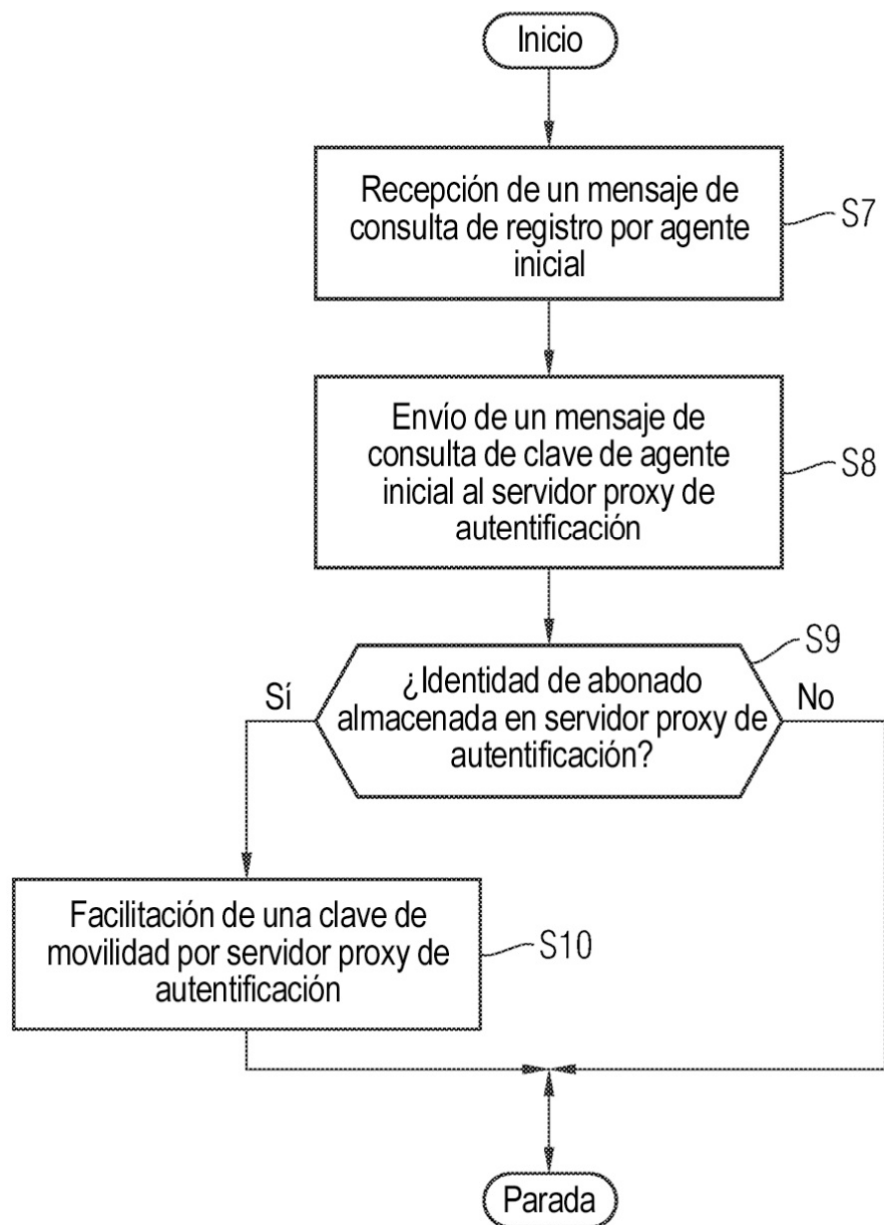 Inicio
Recepción de un mensaje de
consulta de registro por agente
inicial
S7
Envío de un mensaje de
consulta de clave de agente
inicial al servidor proxy de
autentificación
S8
S9
¿Identidad de abonado
almacenada en servidor proxy de
autentificación?
Sí
No
Facilitación de una clave de
movilidad por servidor proxy de
autentificación
S10
Parada